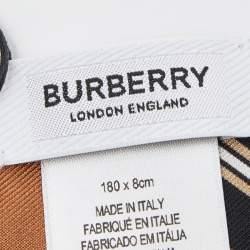 BURBERRY
LONDON ENGLAND
180 x 8cm
MADE IN ITALY
FABRIQUÉ EN ITALIE
FABRICADO EM ITÁLIA